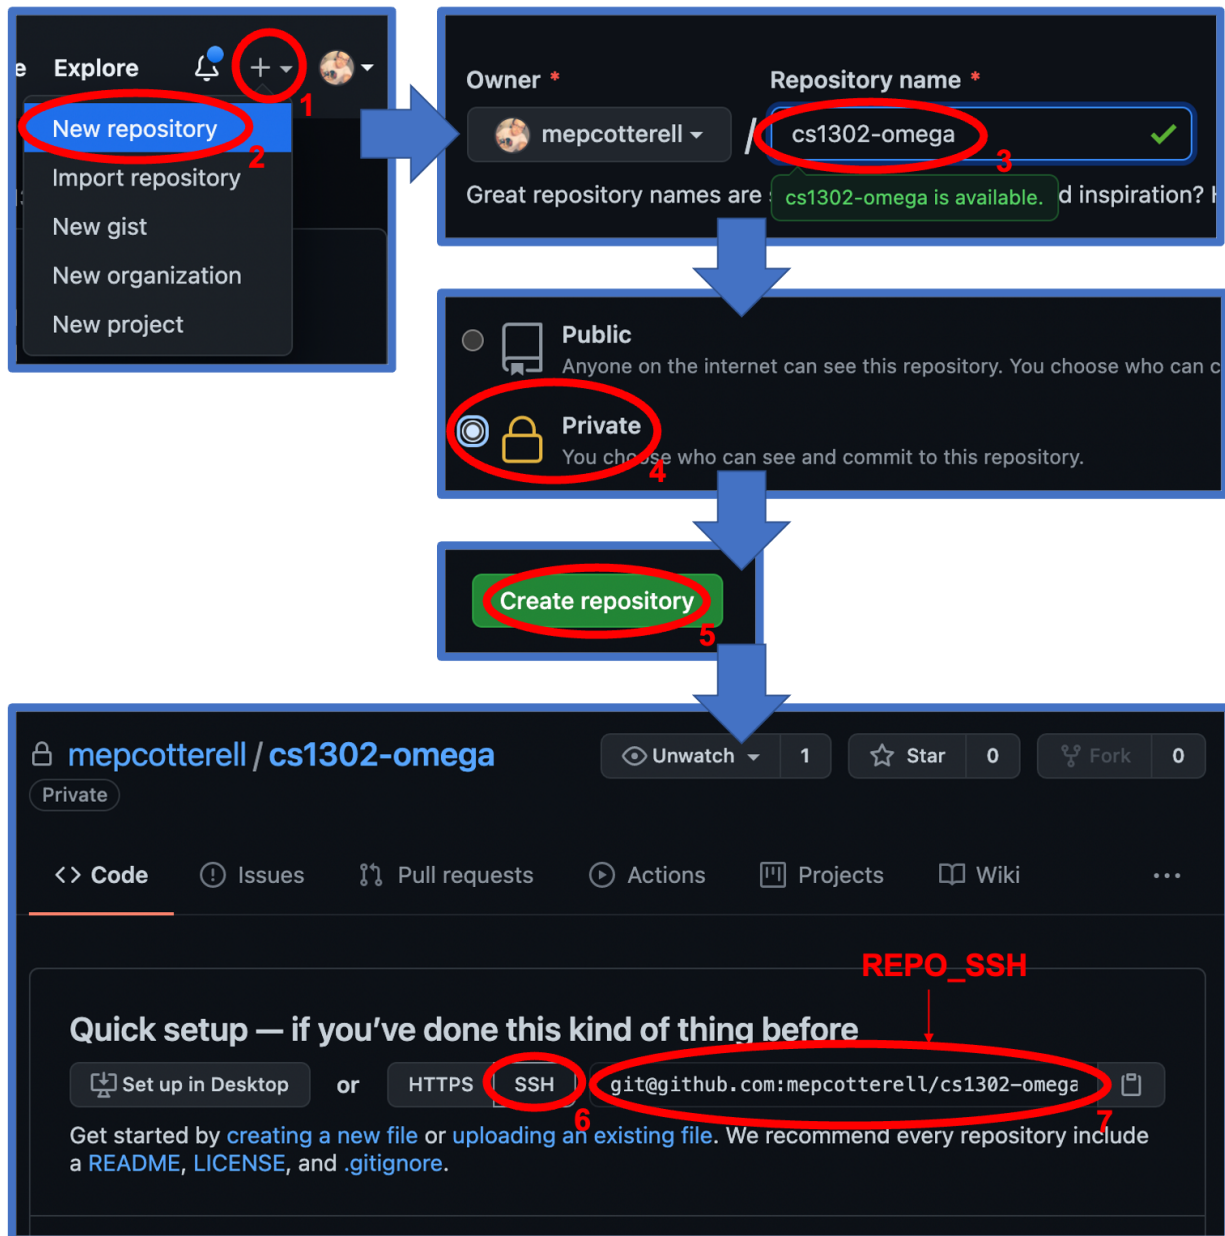 e Explore
1
New repository
2
Import repository
New gist
New organization
New project
Owner * Repository name *
mepcotterell / cs1302-omega
3
Great repository names are cs1302-omega is available. d inspiration?
Public
Anyone on the internet can see this repository. You choose who can c
Private
You choose who can see and commit to this repository.
4
Create repository
5
mepcotterell / cs1302-omega Unwatch 1 Star 0 Fork 0
Private
Code Issues Pull requests Actions Projects Wiki ...
REPO_SSH
Quick setup — if you’ve done this kind of thing before
Set up in Desktop or HTTPS SSH git@github.com:mepcotterell/cs1302-omega
6 7
Get started by creating a new file or uploading an existing file. We recommend every repository include
a README, LICENSE, and .gitignore.